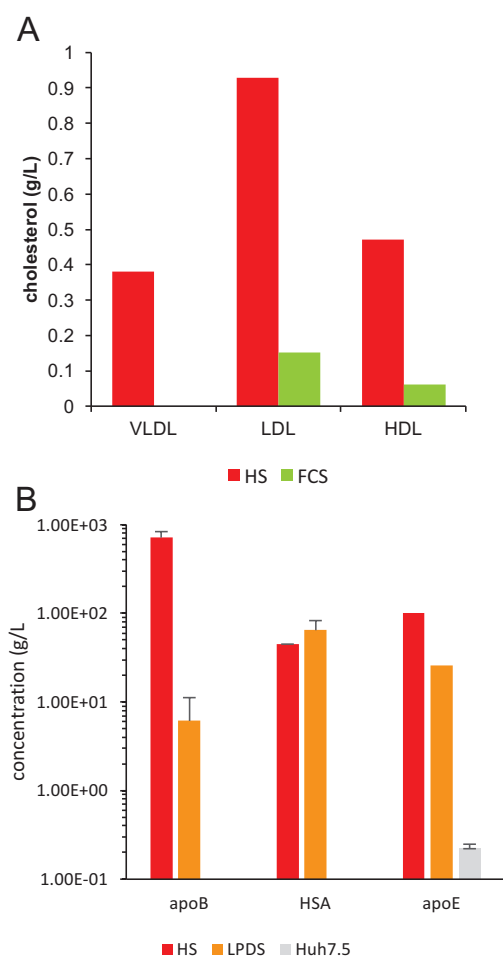 A
1
0.9
0.8
0.7
0.6
0.5
0.4
0.3
0.2
0.1
0
cholesterol (g/L)
VLDL LDL HDL
HS FCS
B
1.00E+03
1.00E+02
1.00E+01
1.00E+00
1.00E-01
concentration (g/L
apoB HSA apoE
HS LPDS Huh7.5